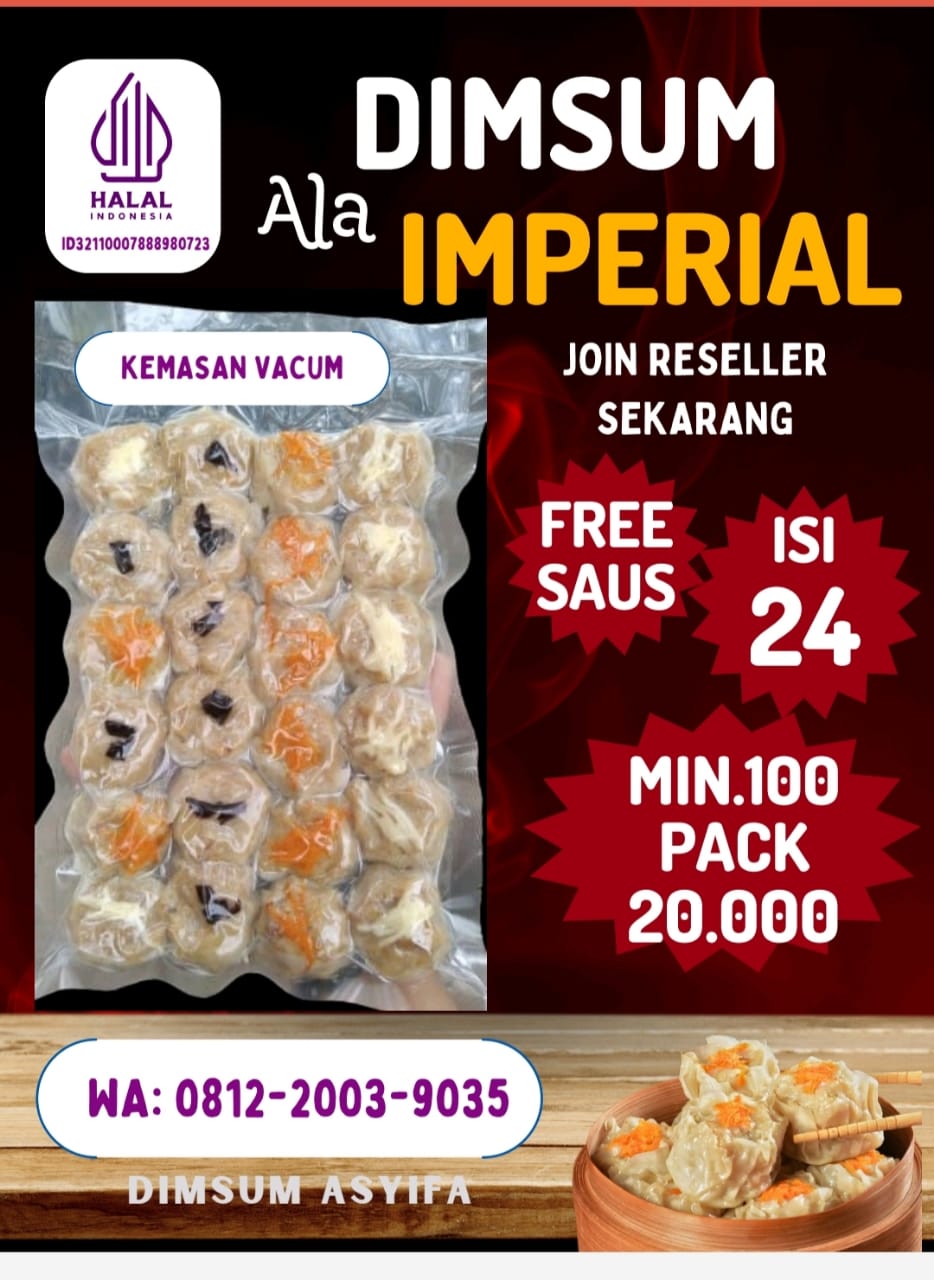 HALAL
INDONESIA
ID32110007888980723
DIMSUM
Ala
IMPERIAL
KEMASAN VACUM
JOIN RESELLER
SEKARANG
FREE
SAUS
ISI
24
MIN.100
PACK
20.000
WA: 0812-2003-9035
DIMSUM ASYIFA